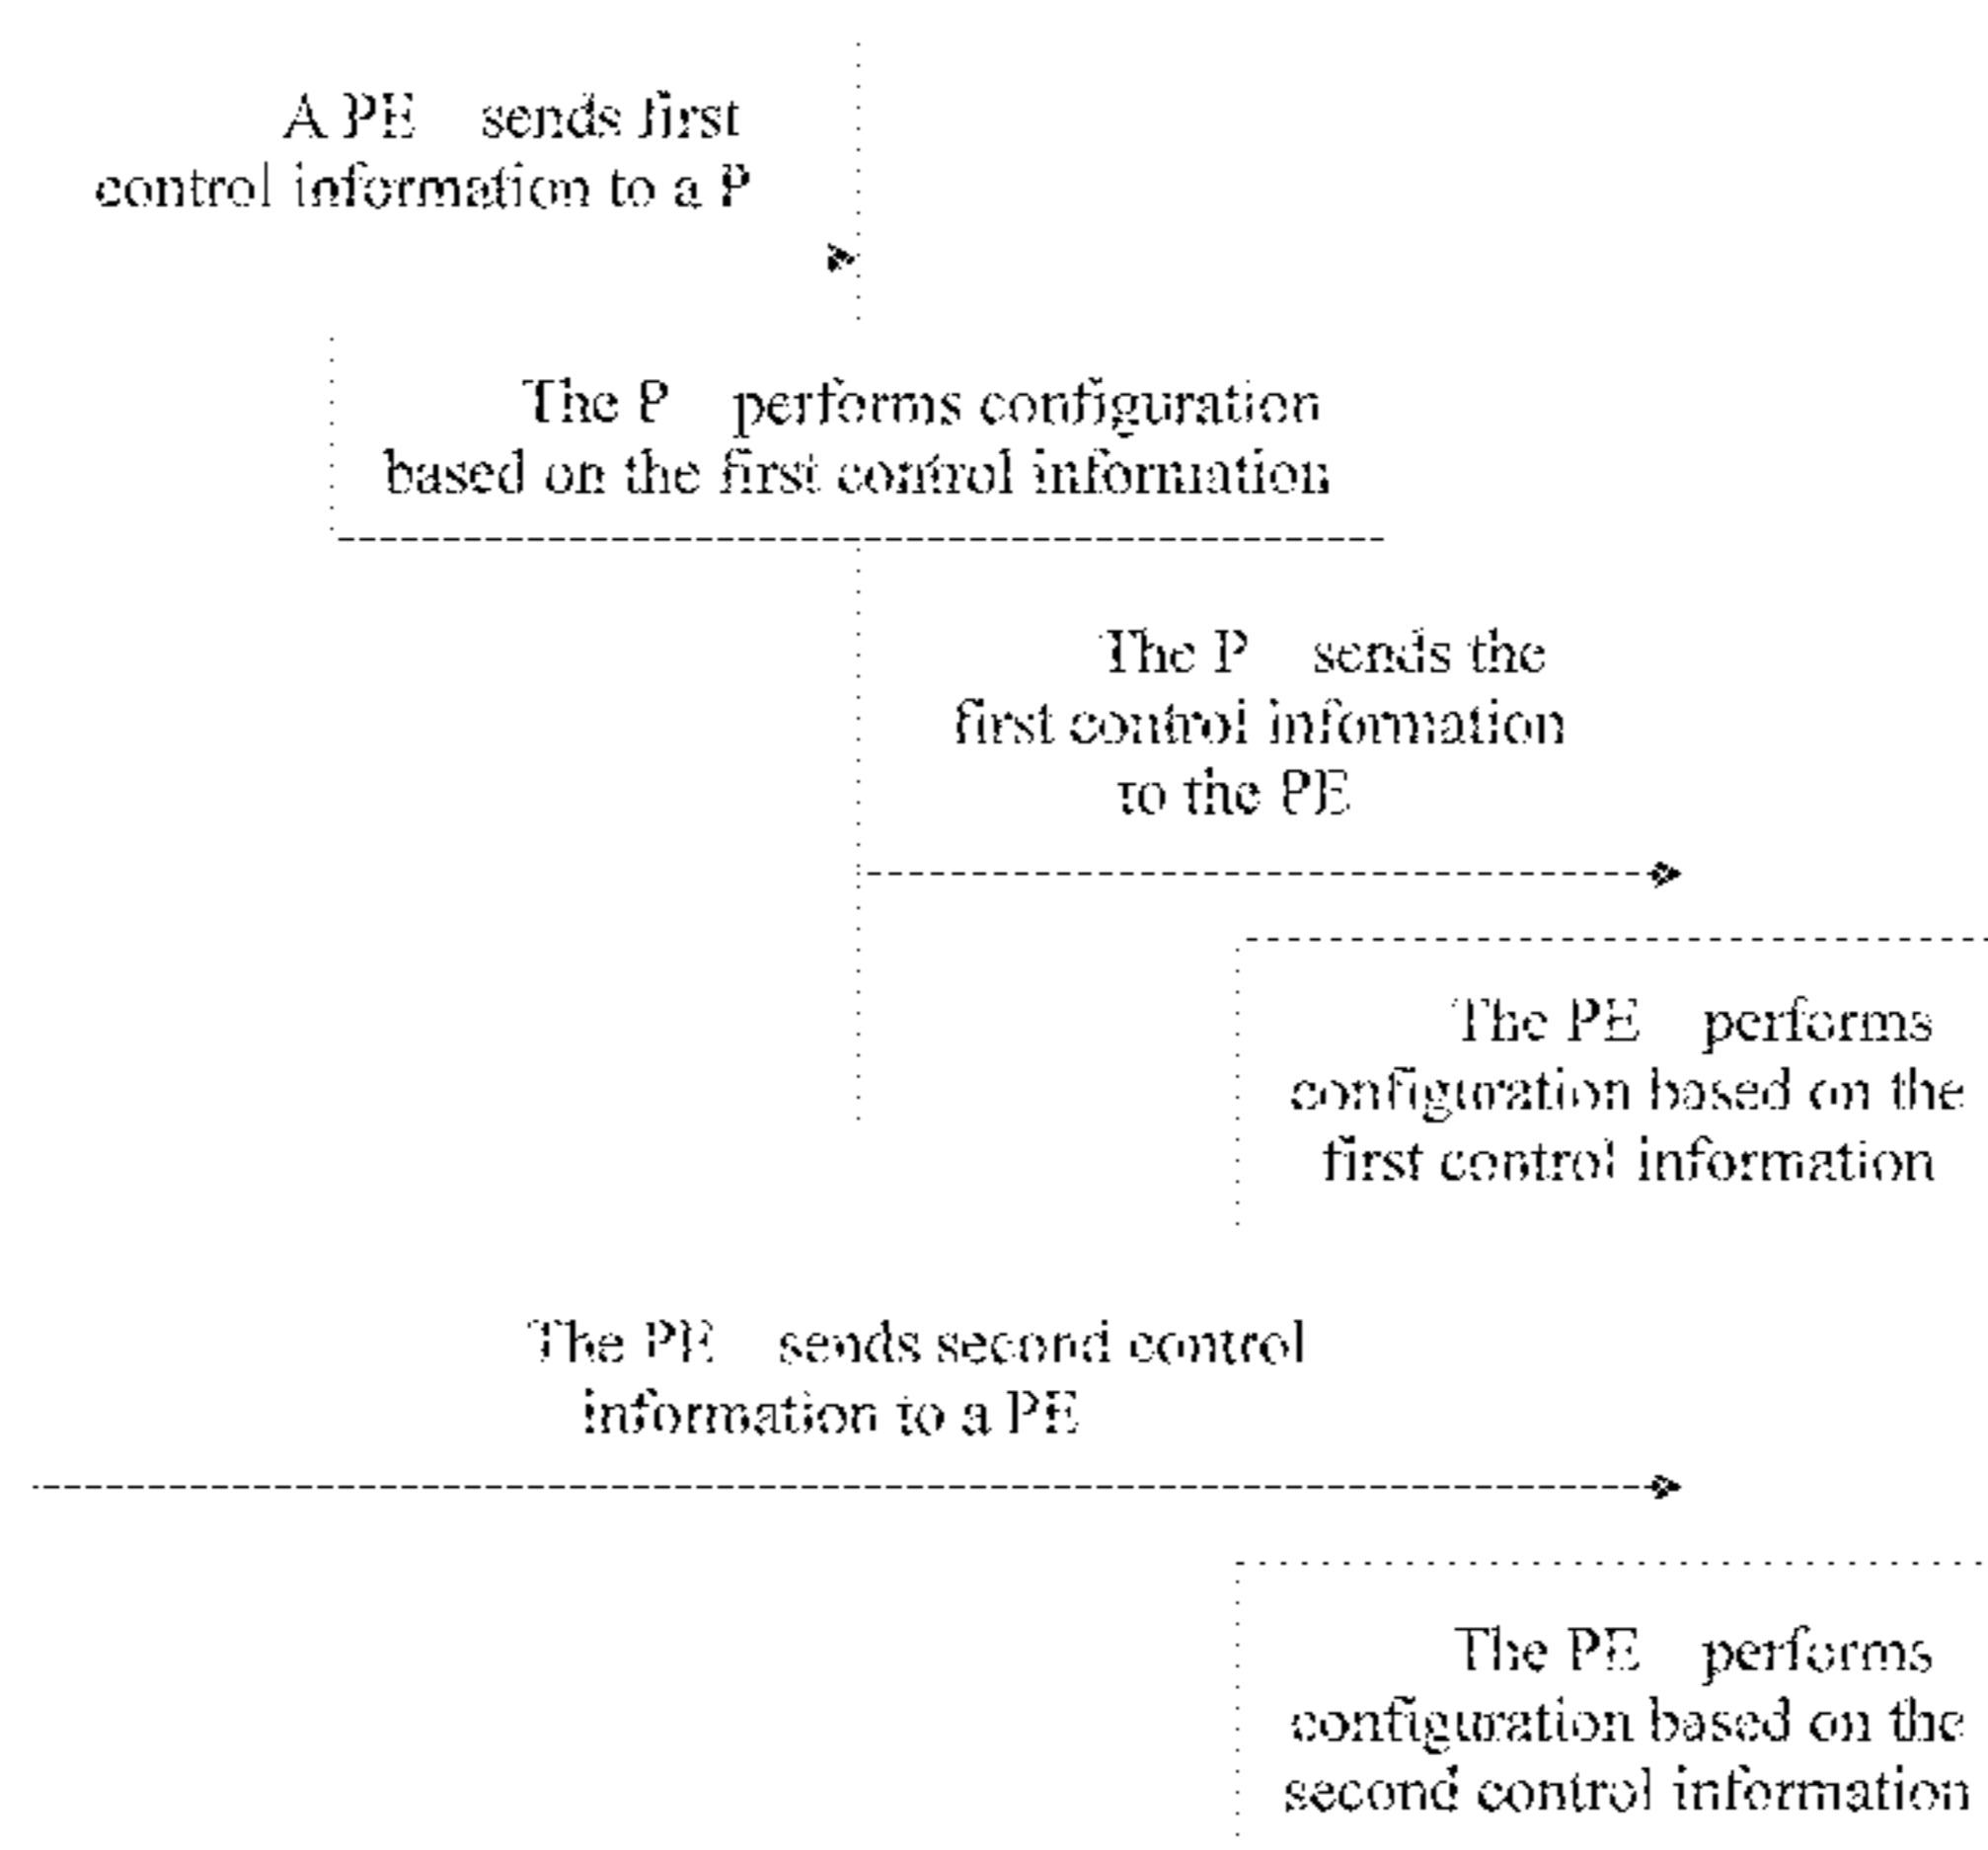 A PE sends first
control information to a P
The P performs configuration
based on the first control information
The P sends the
first control information
to the PE
The PE performs
configuration based on the
first control information
The PE sends second control
information to a PE
The PE performs
configuration based on the
second control information